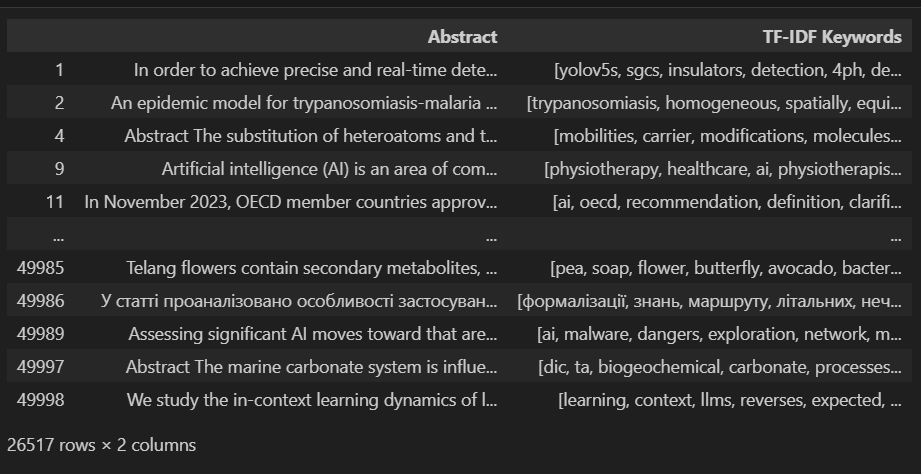 Abstract TF-IDF Keywords
1 In order to achieve precise and real-time dete... [yolov5s, sgcs, insulators, detection, 4ph, de...
2 An epidemic model for trypanosomiasis-malaria ... [trypanosomiasis, homogeneous, spatially, equi...
4 Abstract The substitution of heteroatoms and t... [mobilities, carrier, modifications, molecules...
9 Artificial intelligence (AI) is an area of com... [physiotherapy, healthcare, ai, physiotherapis...
11 In November 2023, OECD member countries approv... [ai, oecd, recommendation, definition, clarifi...
... ... ...
49985 Telang flowers contain secondary metabolites, ... [pea, soap, flower, butterfly, avocado, bacter...
49986 У статті проаналізовано особливості застосуван... [формалізації, знань, маршруту, літальних, неч...
49989 Assessing significant AI moves toward that are... [ai, malware, dangers, exploration, network, m...
49997 Abstract The marine carbonate system is influe... [dic, ta, biogeochemical, carbonate, processes...
49998 We study the in-context learning dynamics of l... [learning, context, llms, reverses, expected, ...
26517 rows × 2 columns